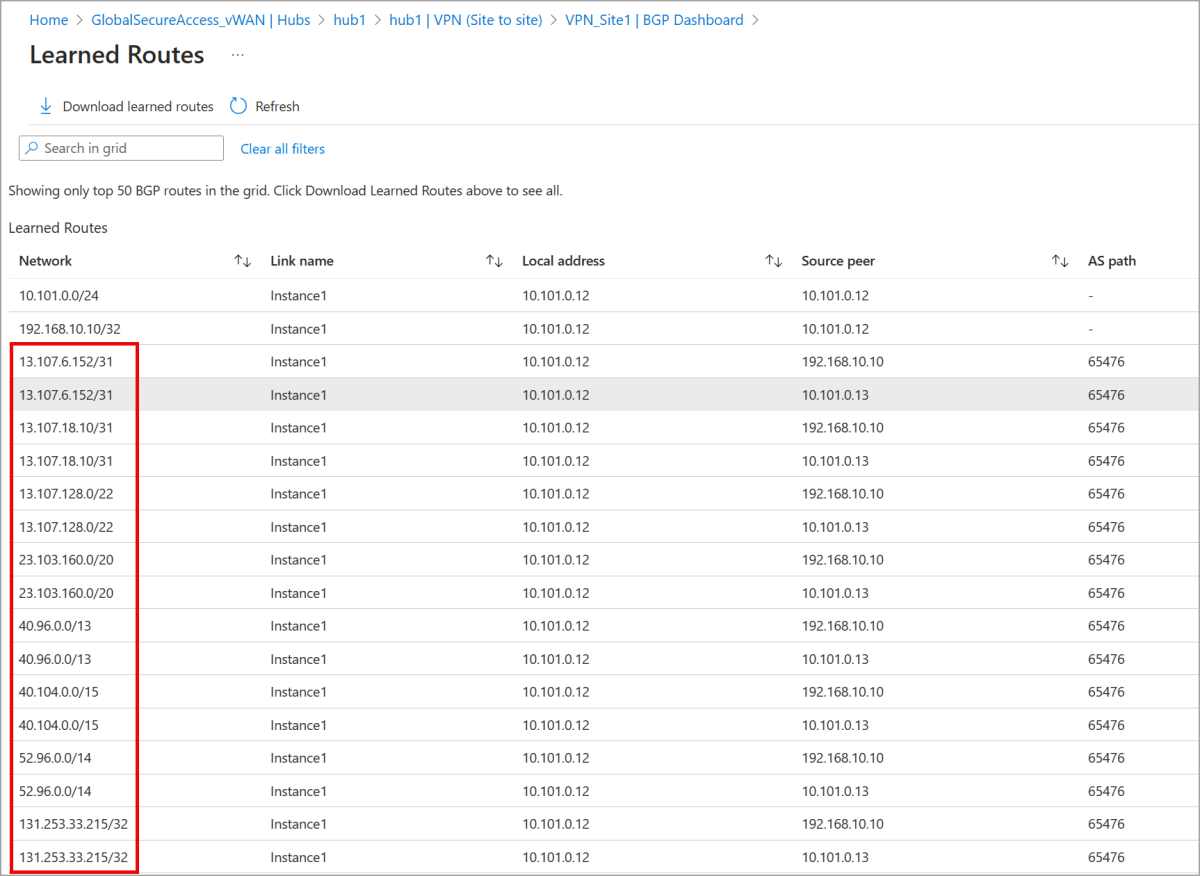 Home > GlobalSecureAccess_vWAN | Hubs > hub1 > hub1 | VPN (Site to site) > VPN_Site1 | BGP Dashboard >
Learned Routes ...
Download learned routes Refresh
Search in grid Clear all filters
Showing only top 50 BGP routes in the grid. Click Download Learned Routes above to see all.
Learned Routes
Network Link name Local address Source peer AS path
10.101.0.0/24 Instance1 10.101.0.12 10.101.0.12 -
192.168.10.10/32 Instance1 10.101.0.12 10.101.0.12 -
13.107.6.152/31 Instance1 10.101.0.12 192.168.10.10 65476
13.107.6.152/31 Instance1 10.101.0.12 10.101.0.13 65476
13.107.18.10/31 Instance1 10.101.0.12 192.168.10.10 65476
13.107.18.10/31 Instance1 10.101.0.12 10.101.0.13 65476
13.107.128.0/22 Instance1 10.101.0.12 192.168.10.10 65476
13.107.128.0/22 Instance1 10.101.0.12 10.101.0.13 65476
23.103.160.0/20 Instance1 10.101.0.12 192.168.10.10 65476
23.103.160.0/20 Instance1 10.101.0.12 10.101.0.13 65476
40.96.0.0/13 Instance1 10.101.0.12 192.168.10.10 65476
40.96.0.0/13 Instance1 10.101.0.12 10.101.0.13 65476
40.104.0.0/15 Instance1 10.101.0.12 192.168.10.10 65476
40.104.0.0/15 Instance1 10.101.0.12 10.101.0.13 65476
52.96.0.0/14 Instance1 10.101.0.12 192.168.10.10 65476
52.96.0.0/14 Instance1 10.101.0.12 10.101.0.13 65476
131.253.33.215/32 Instance1 10.101.0.12 192.168.10.10 65476
131.253.33.215/32 Instance1 10.101.0.12 10.101.0.13 65476